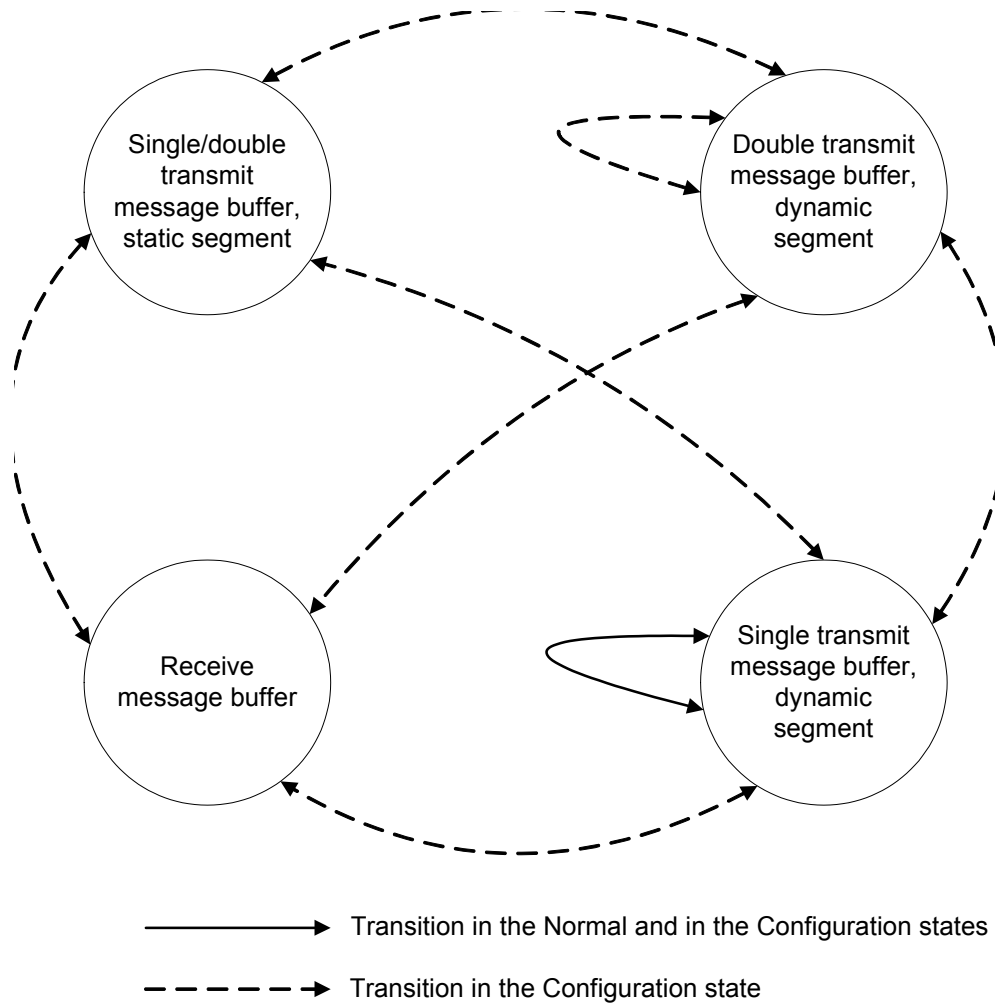 Single/double
transmit
message buffer,
static segment
Double transmit
message buffer,
dynamic
segment
Receive
message buffer
Single transmit
message buffer,
dynamic
segment
Transition in the Normal and in the Configuration states
Transition in the Configuration state